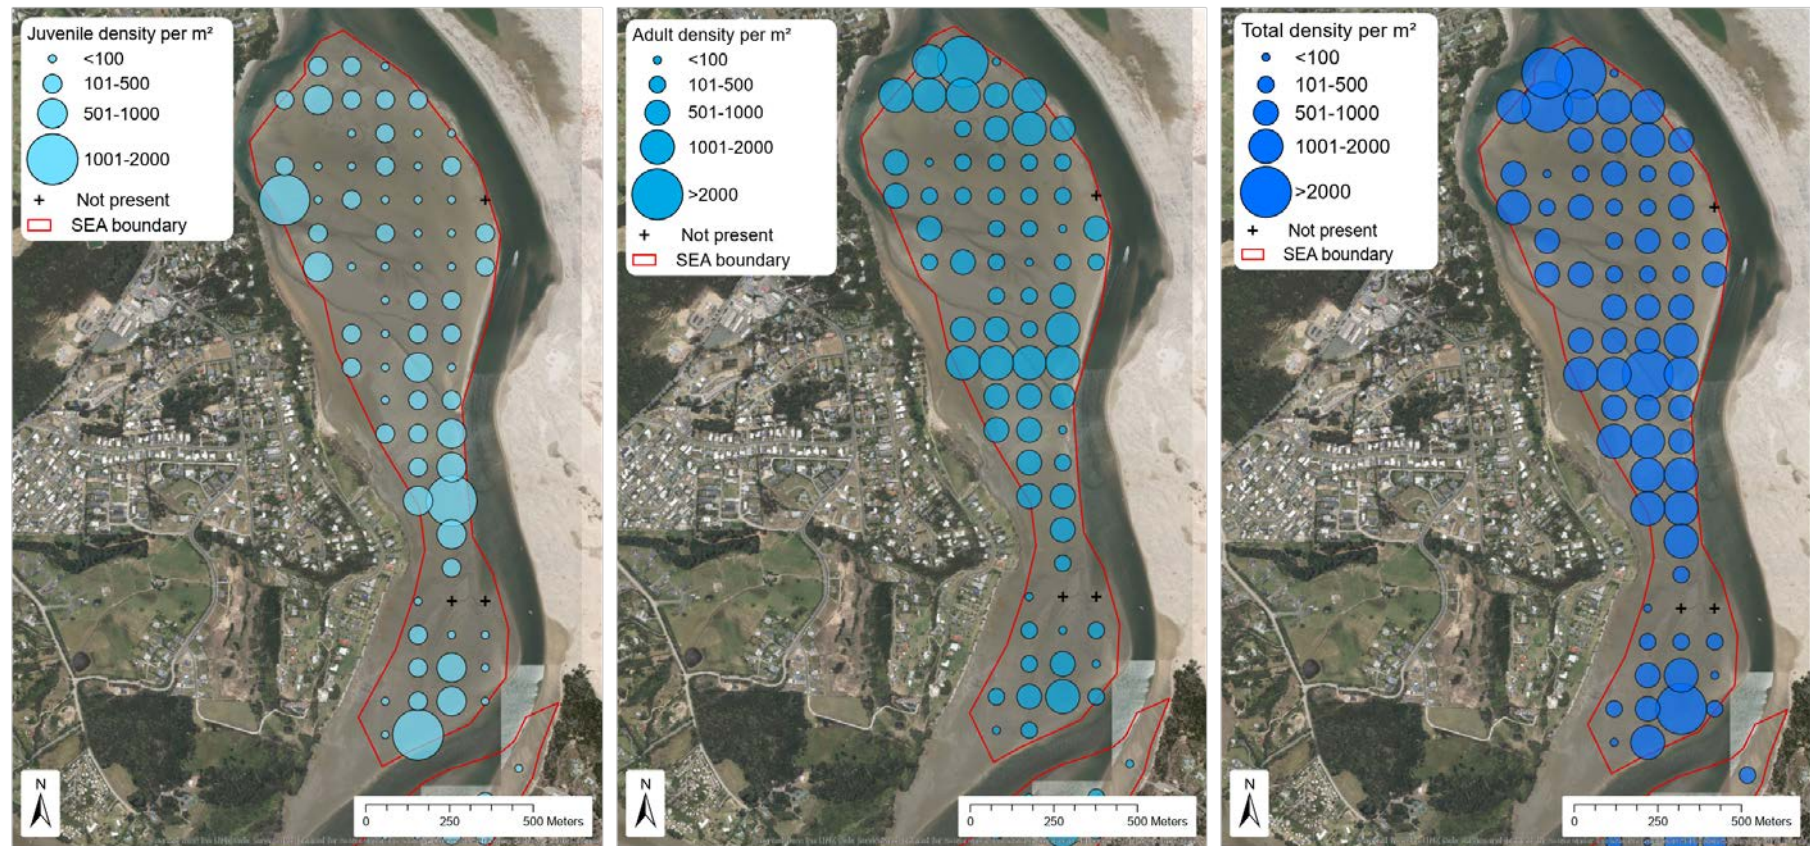 Juvenile density per m²
<100
101-500
501-1000
1001-2000
Not present
SEA boundary
N
0 250 500 Meters
Adult density per m²
<100
101-500
501-1000
1001-2000
>2000
Not present
SEA boundary
N
0 250 500 Meters
Total density per m²
<100
101-500
501-1000
1001-2000
>2000
Not present
SEA boundary
N
0 250 500 Meters